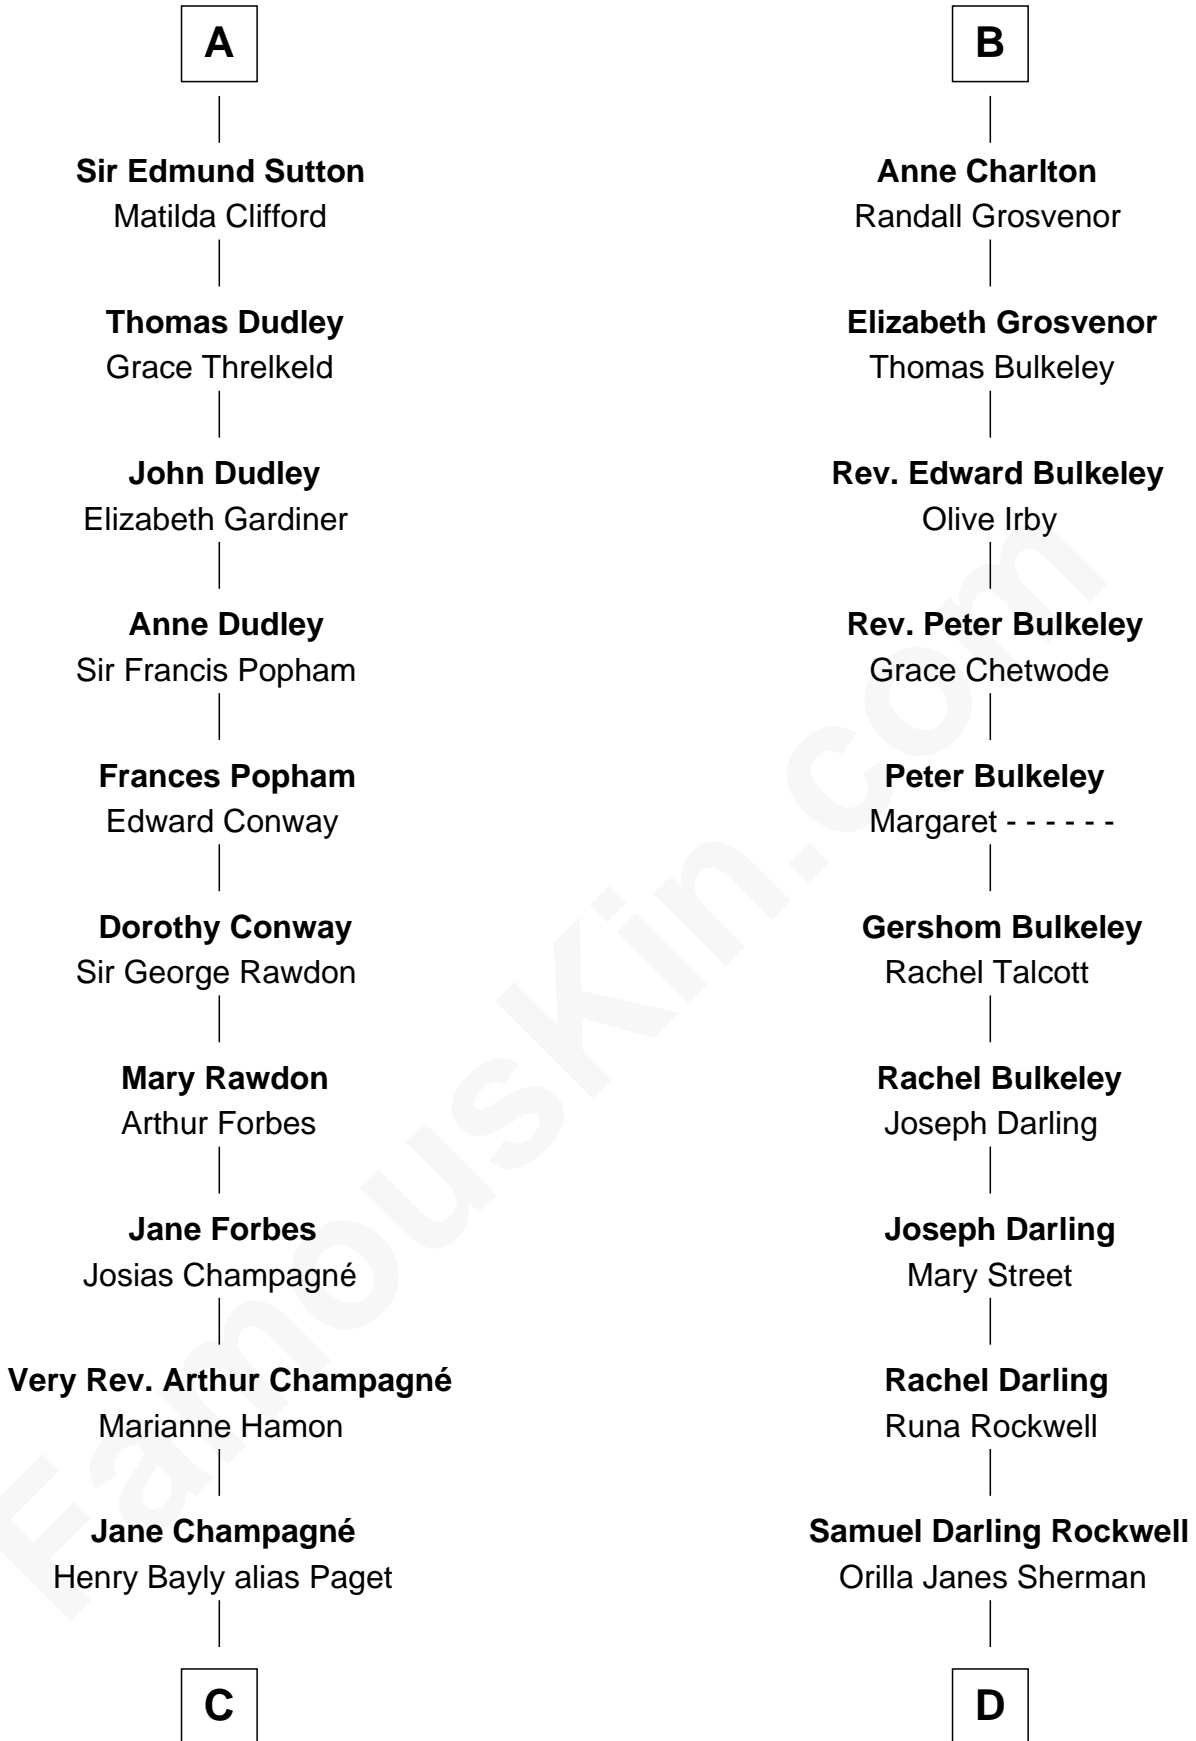 A
Sir Edmund Sutton
Matilda Clifford
Thomas Dudley
Grace Threlkeld
John Dudley
Elizabeth Gardiner
Anne Dudley
Sir Francis Popham
Frances Popham
Edward Conway
Dorothy Conway
Sir George Rawdon
Mary Rawdon
Arthur Forbes
Jane Forbes
Josias Champagné
Very Rev. Arthur Champagné
Marianne Hamon
Jane Champagné
Henry Bayly alias Paget
C
B
Anne Charlton
Randall Grosvenor
Elizabeth Grosvenor
Thomas Bulkeley
Rev. Edward Bulkeley
Olive Irby
Rev. Peter Bulkeley
Grace Chetwode
Peter Bulkeley
Margaret - - - - - -
Gershom Bulkeley
Rachel Talcott
Rachel Bulkeley
Joseph Darling
Joseph Darling
Mary Street
Rachel Darling
Runa Rockwell
Samuel Darling Rockwell
Orilla Janes Sherman
D
FamousKin.com